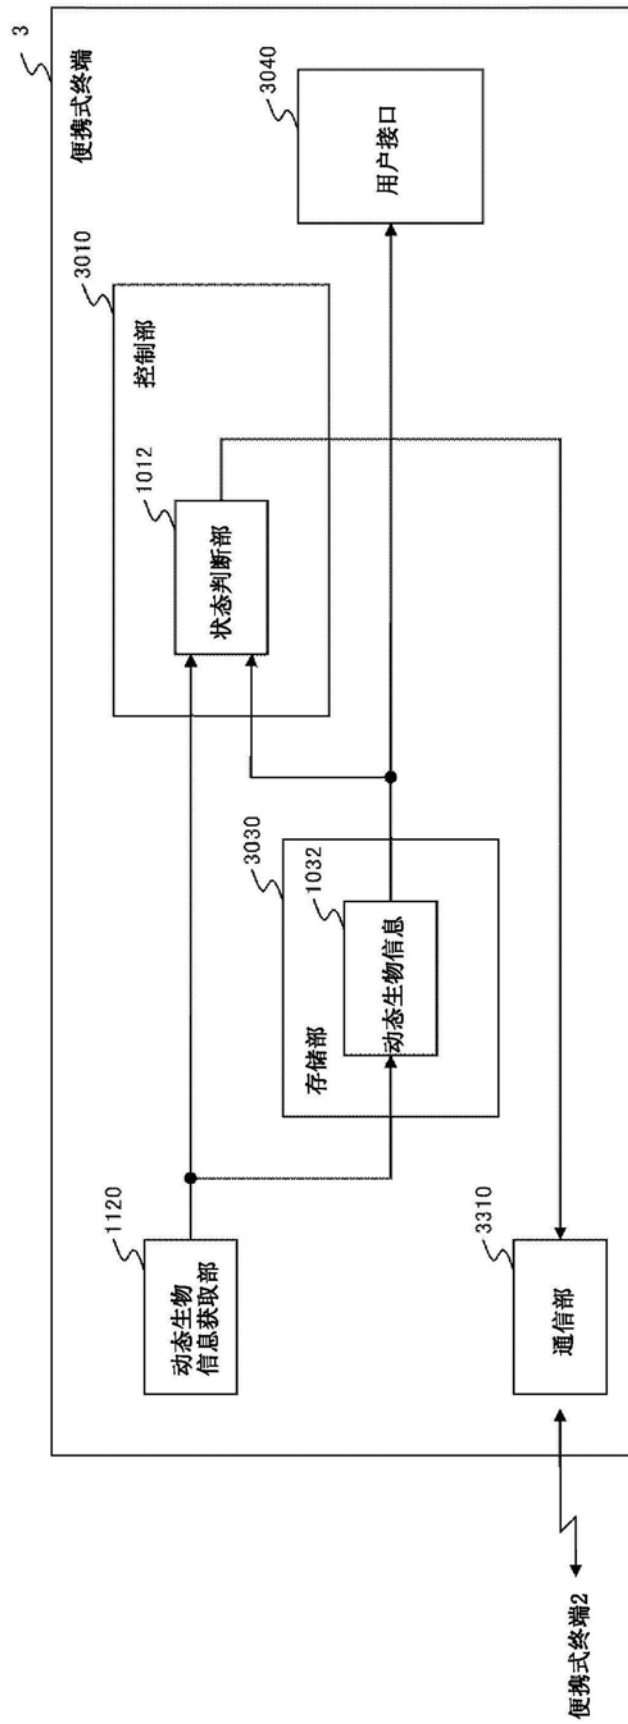 3
便携式终端
3010
控制部
3040
用户接口
1012
状态判断部
3030
存储部
1032
动态生物信息
1120
动态生物
信息获取部
3310
通信部
便携式终端2